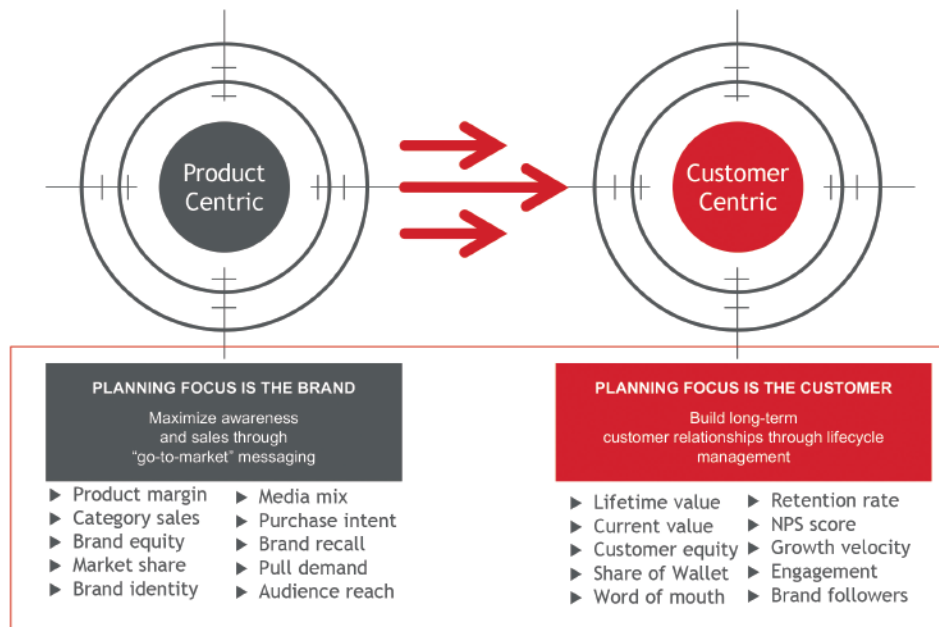 Product
Centric
Customer
Centric
PLANNING FOCUS IS THE BRAND
Maximize awareness
and sales through
“go-to-market” messaging
Product margin
Category sales
Brand equity
Market share
Brand identity
Media mix
Purchase intent
Brand recall
Pull demand
Audience reach
PLANNING FOCUS IS THE CUSTOMER
Build long-term
customer relationships through lifecycle
management
Lifetime value
Current value
Customer equity
Share of Wallet
Word of mouth
Retention rate
NPS score
Growth velocity
Engagement
Brand followers